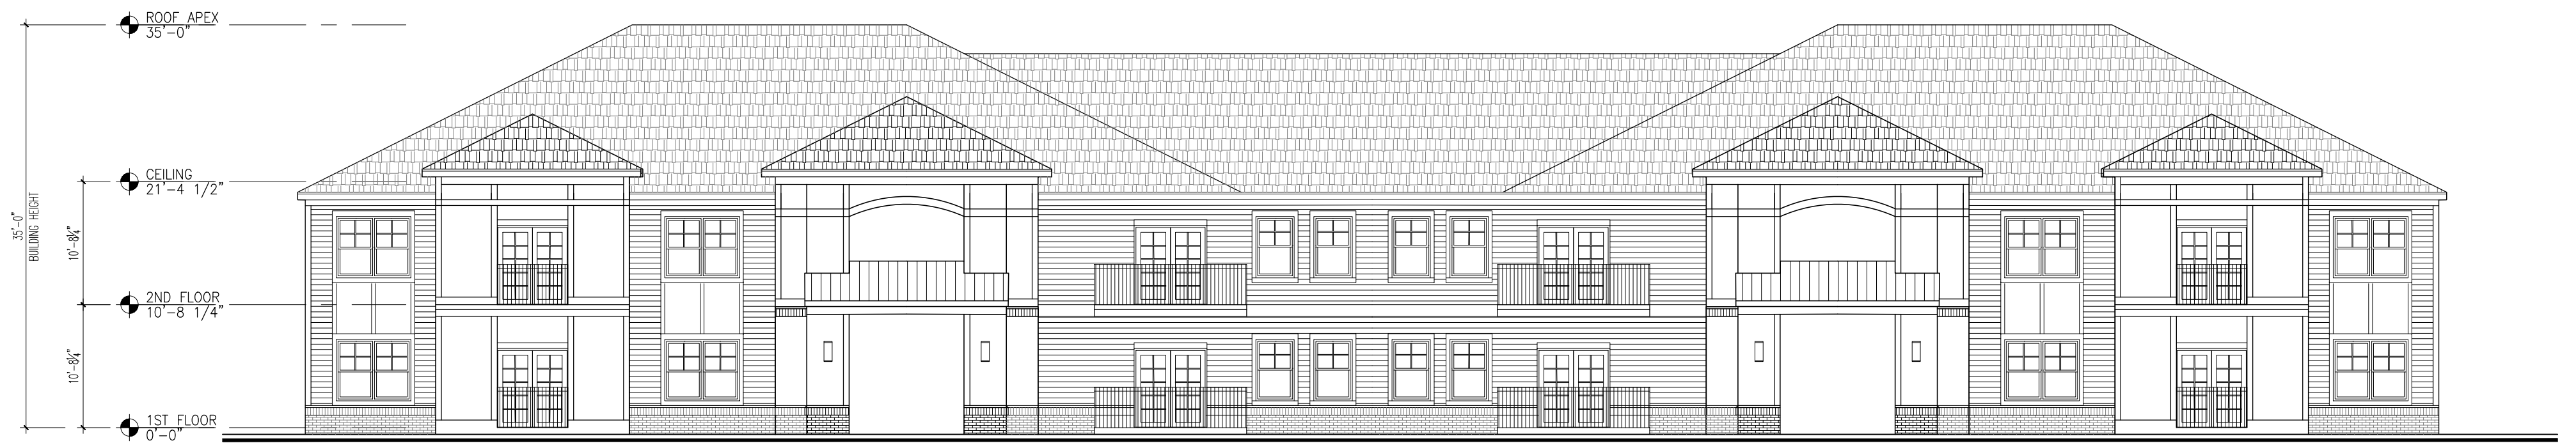 ROOF APEX
35'-0"
CEILING
21'-4 1/2"
35'-0"
BUILDING HEIGHT
10'-8¼"
2ND FLOOR
10'-8 1/4"
10'-8¼"
1ST FLOOR
0'-0"